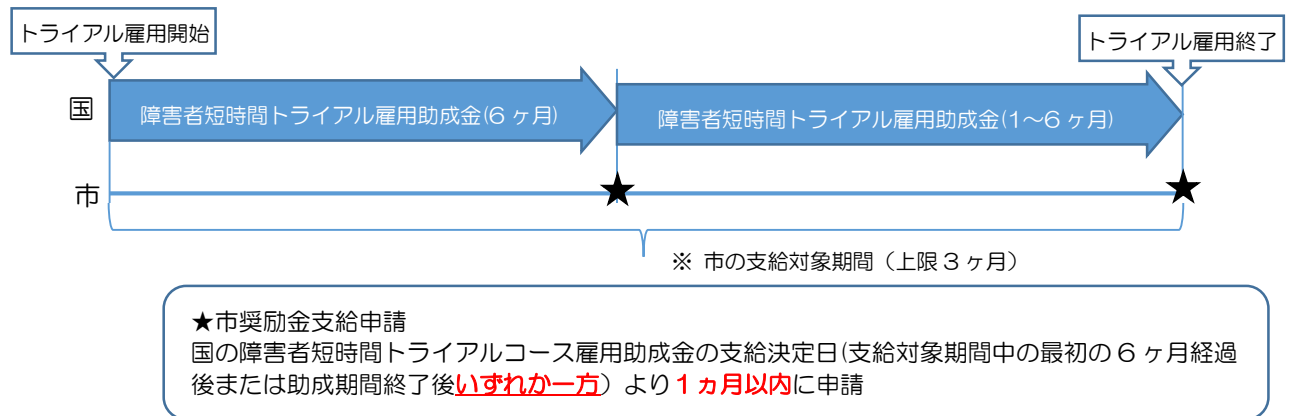 トライアル雇用開始
トライアル雇用終了
国
障害者短時間トライアル雇用助成金(6 ヶ月)
障害者短時間トライアル雇用助成金(1～6 ヶ月)
市
★
★
※ 市の支給対象期間（上限 3 ヶ月）
★市奨励金支給申請
国の障害者短時間トライアルコース雇用助成金の支給決定日(支給対象期間中の最初の 6 ヶ月経過
後または助成期間終了後いずれか一方）より１ヵ月以内に申請